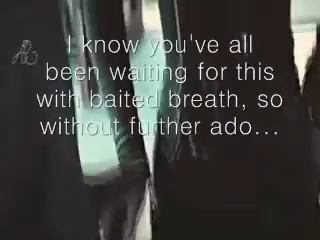 I know you've all
been waiting for this
with baited breath, so
without further ado...